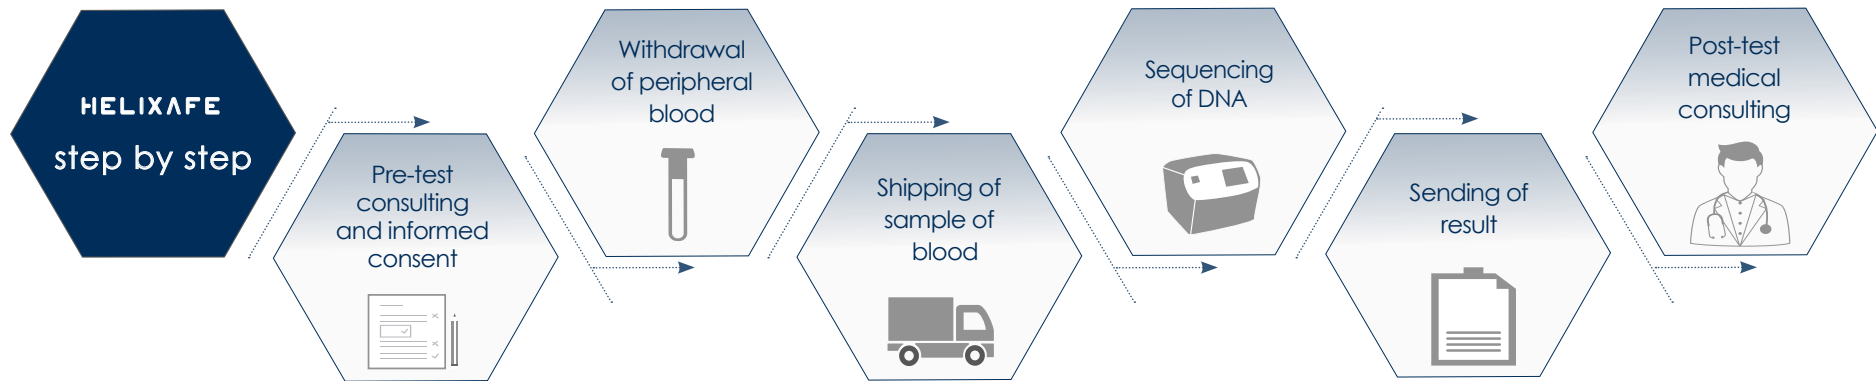 HELIXAFE
step by step
Pre-test
consulting
and informed
consent
Withdrawal
of peripheral
blood
Shipping of
sample of
blood
Sequencing
of DNA
Sending of
result
Post-test
medical
consulting